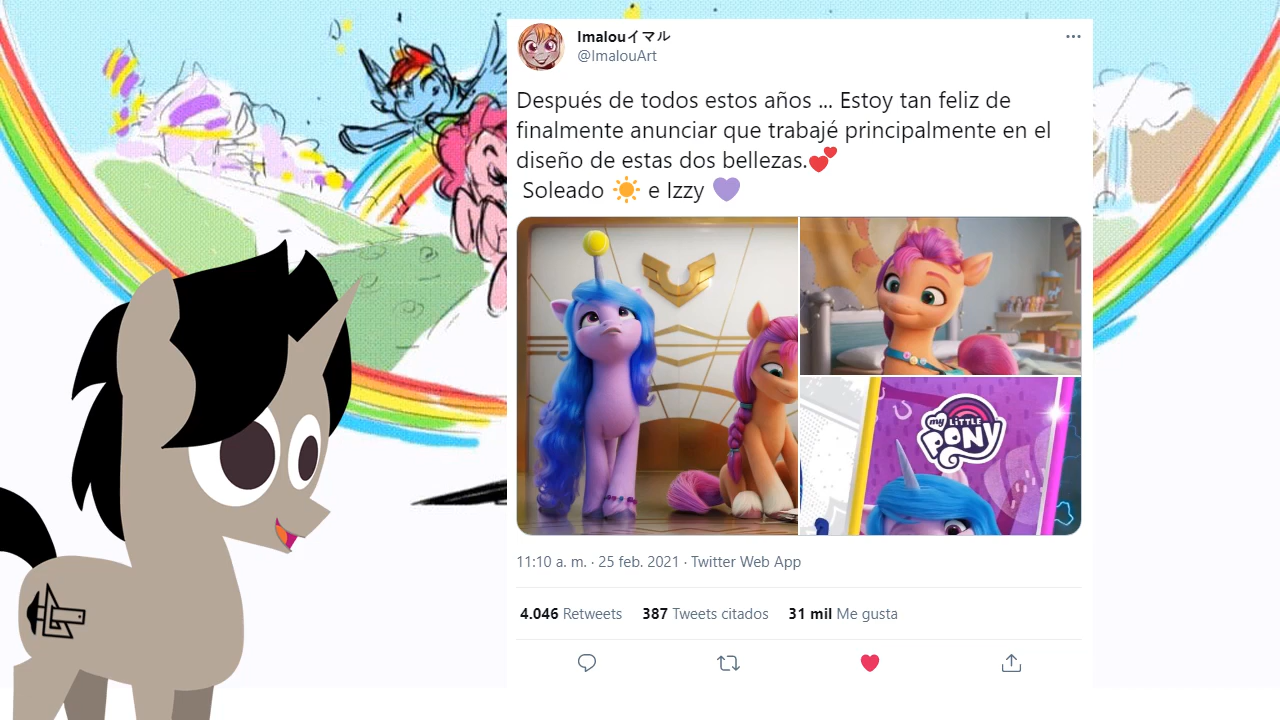 Imalouイマル
@ImalouArt
Después de todos estos años ... Estoy tan feliz de
finalmente anunciar que trabajé principalmente en el
diseño de estas dos bellezas.💕
Soleado ☀️ e Izzy 💜
my LITTLE
PONY
11:10 a. m. · 25 feb. 2021 · Twitter Web App
4.046 Retweets 387 Tweets citados 31 mil Me gusta